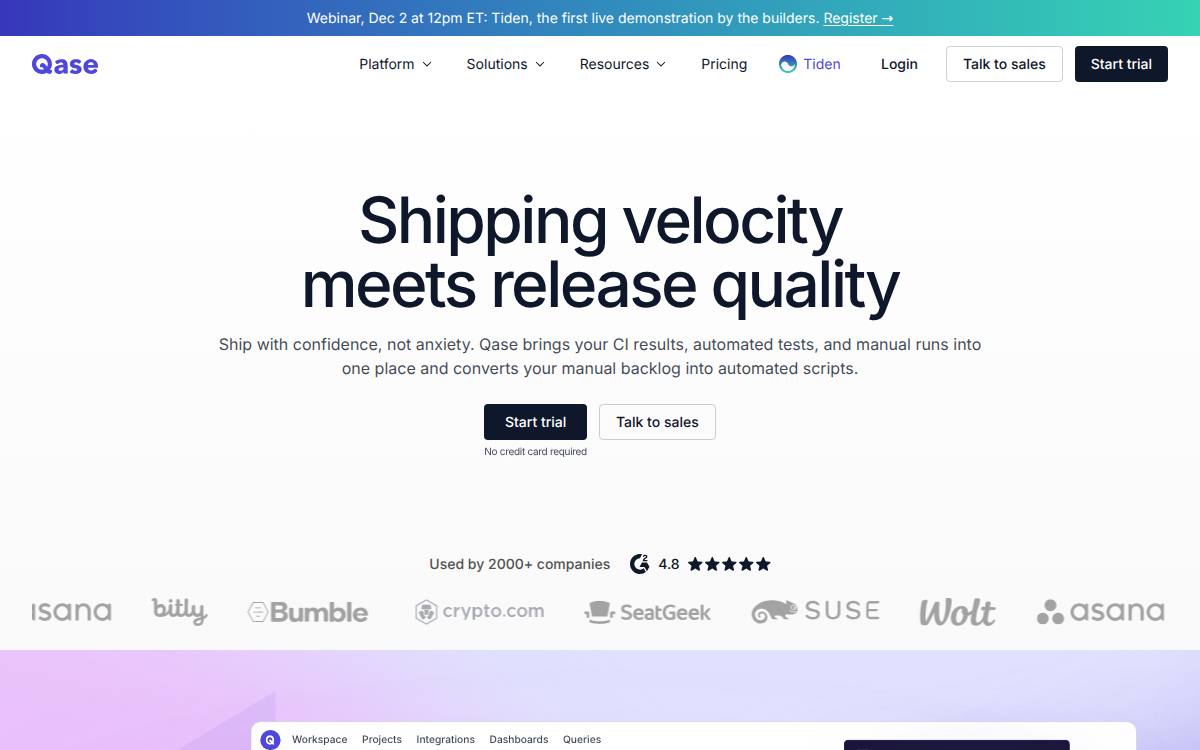 Webinar, Dec 2 at 12pm ET: Tiden, the first live demonstration by the builders. Register →
Qase
Platform
Solutions
Resources
Pricing
Tiden
Login
Talk to sales
Start trial
Shipping velocity
meets release quality
Ship with confidence, not anxiety. Qase brings your CI results, automated tests, and manual runs into
one place and converts your manual backlog into automated scripts.
Start trial
Talk to sales
No credit card required
Used by 2000+ companies
4.8
asana
bitly
Bumble
crypto.com
SeatGeek
SUSE
Wolt
asana
Workspace
Projects
Integrations
Dashboards
Queries